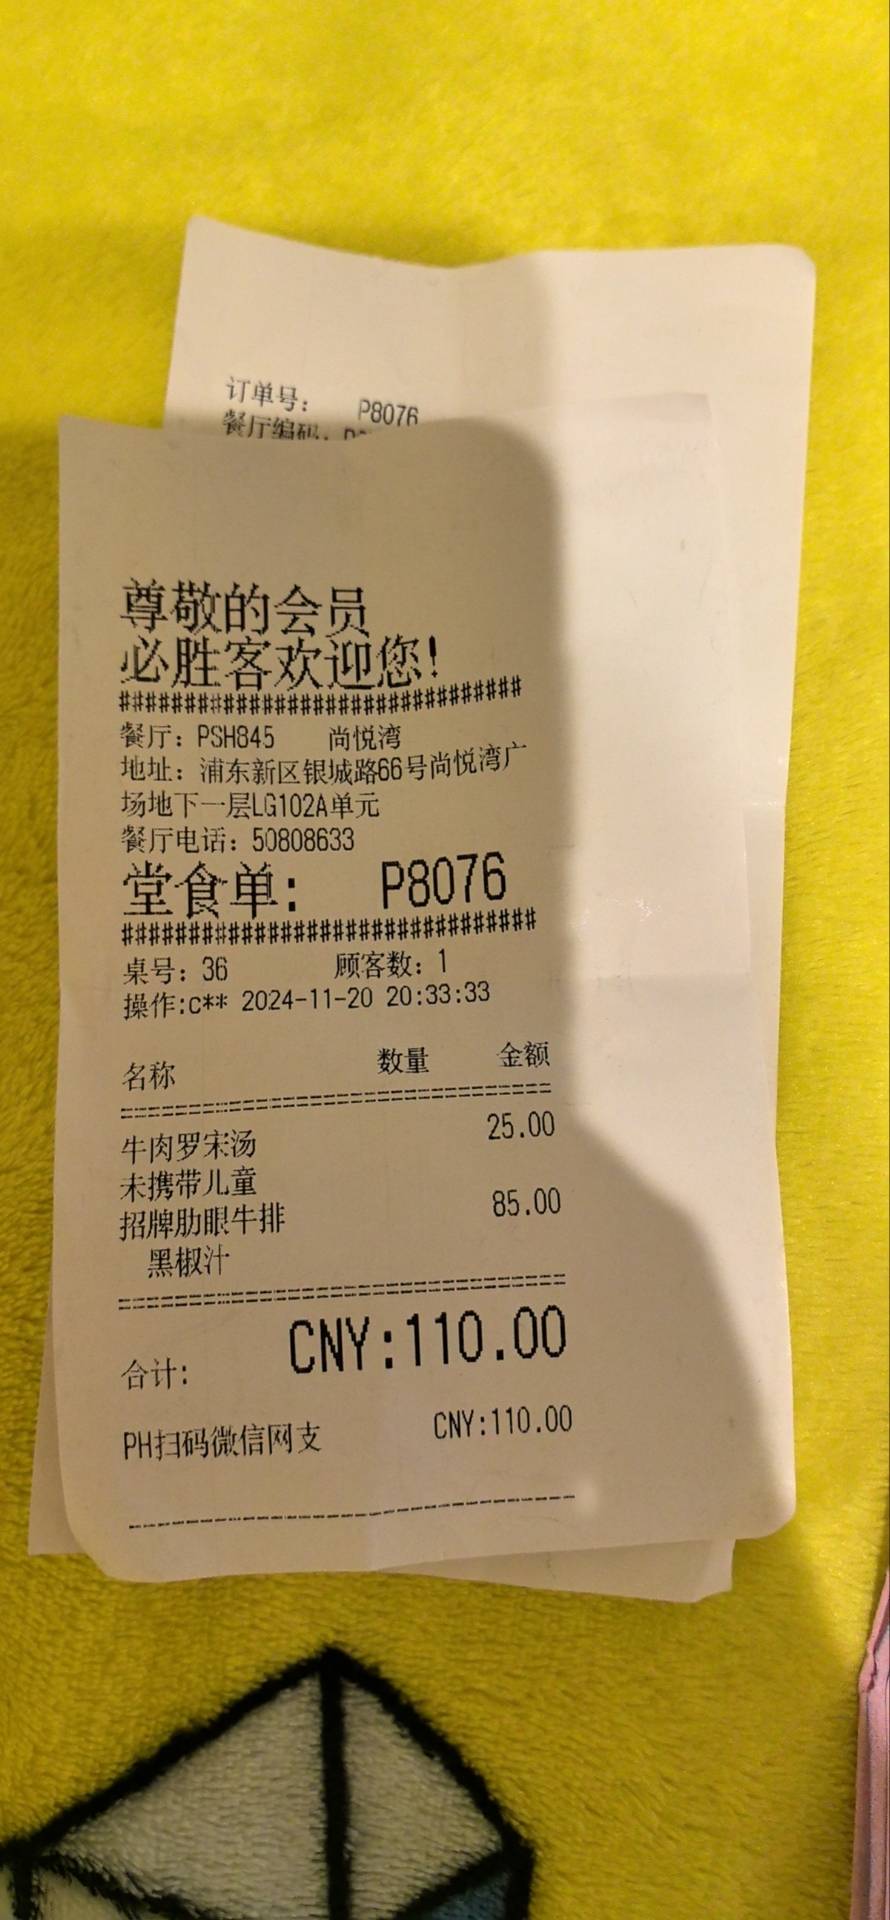 订单号： P8076
餐厅编码：
尊敬的会员
必胜客欢迎您!
##############################
餐厅：PSH845 尚悦湾
地址：浦东新区银城路66号尚悦湾广
场地下一层LG102A单元
餐厅电话：50808633
堂食单: P8076
##############################
桌号：36 顾客数：1
操作:c** 2024-11-20 20:33:33
名称 数量 金额
牛肉罗宋汤 25.00
未携带儿童
招牌肋眼牛排 85.00
黑椒汁
合计: CNY:110.00
PH扫码微信网支 CNY:110.00